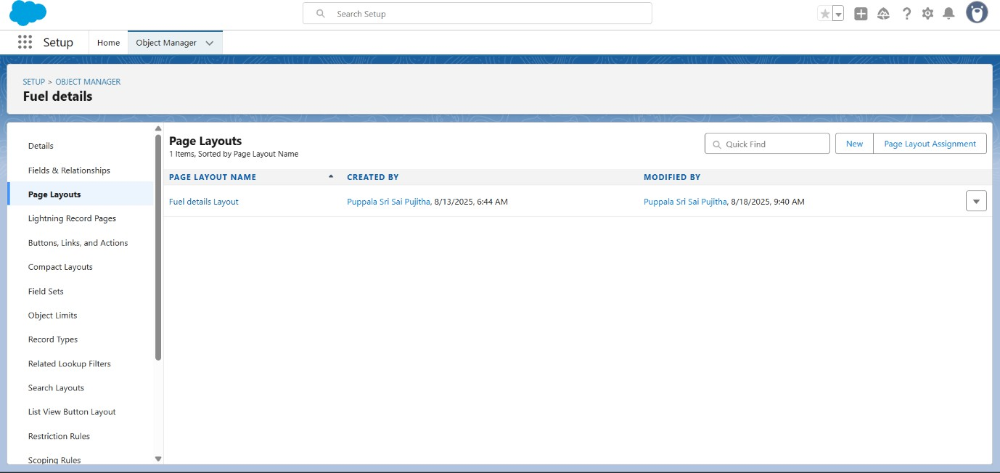 Search Setup
Setup
Home
Object Manager
SETUP > OBJECT MANAGER
Fuel details
Details
Fields & Relationships
Page Layouts
Lightning Record Pages
Buttons, Links, and Actions
Compact Layouts
Field Sets
Object Limits
Record Types
Related Lookup Filters
Search Layouts
List View Button Layout
Restriction Rules
Scoping Rules
Page Layouts
1 Items, Sorted by Page Layout Name
Quick Find
New
Page Layout Assignment
PAGE LAYOUT NAME CREATED BY MODIFIED BY
Fuel details Layout Puppala Sri Sai Pujitha, 8/13/2025, 6:44 AM Puppala Sri Sai Pujitha, 8/18/2025, 9:40 AM